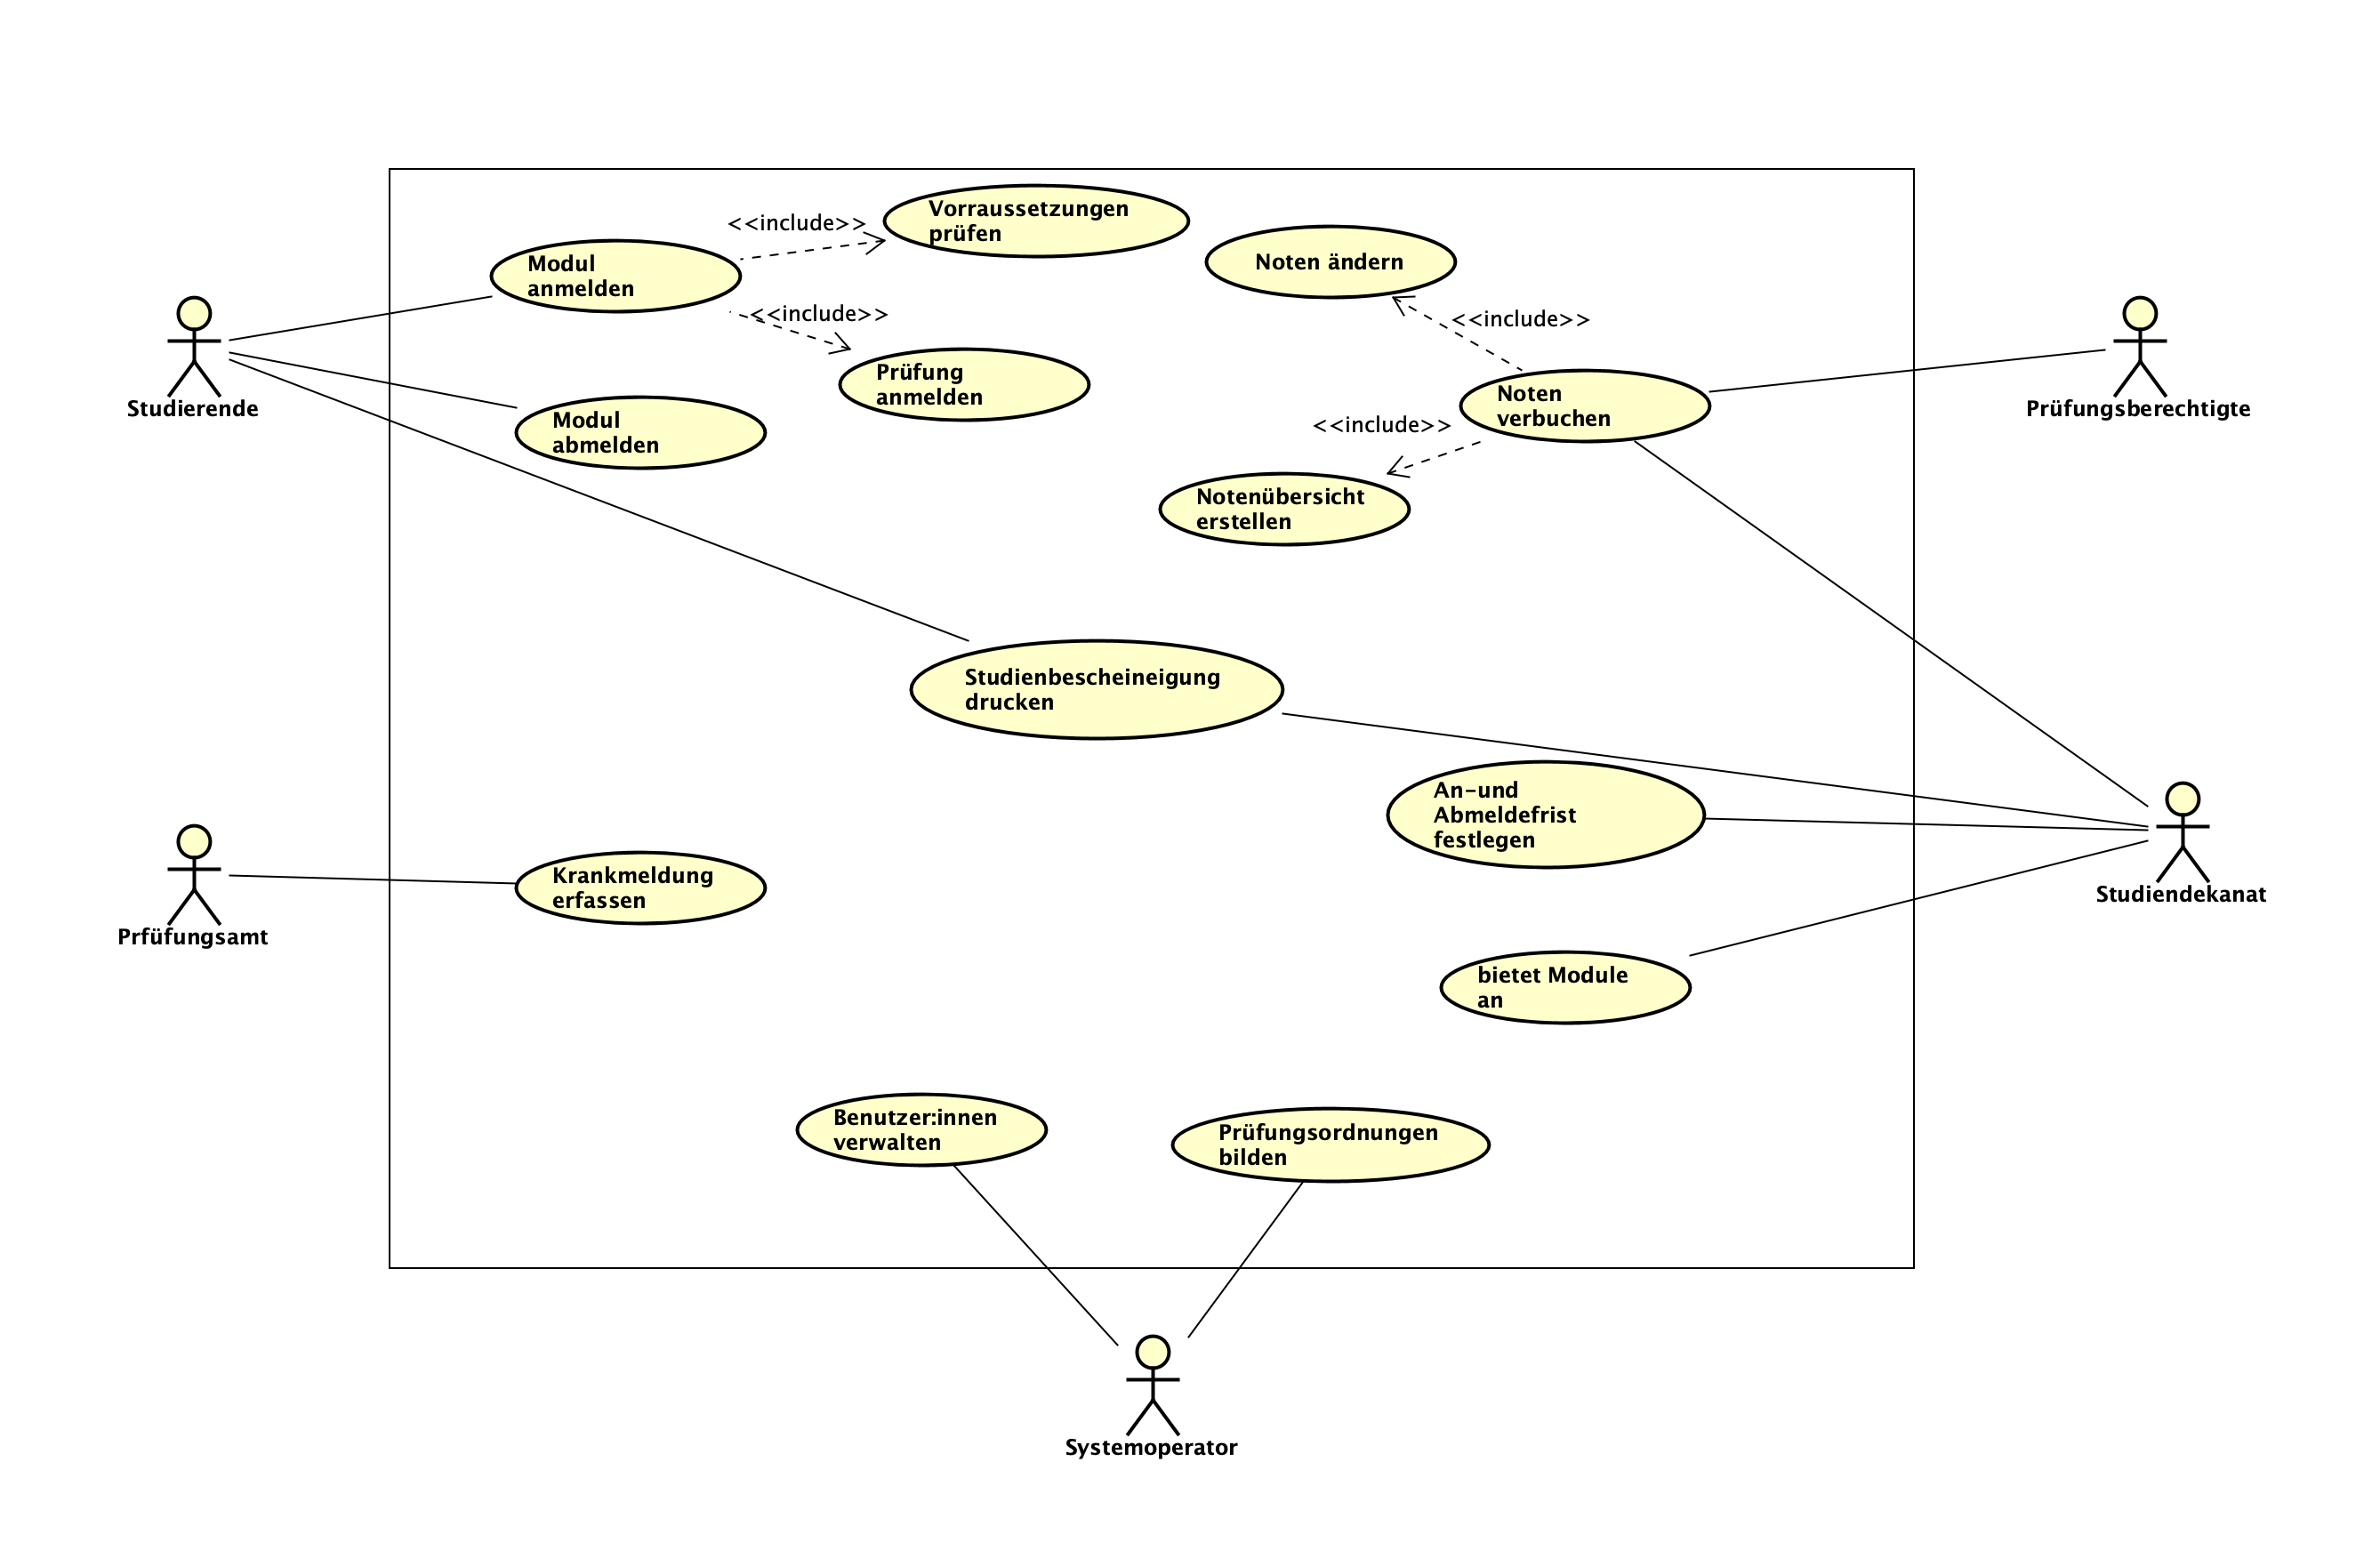 Vorraussetzungen
prüfen
<<include>>
Modul
anmelden
Noten ändern
<<include>>
<<include>>
Prüfung
anmelden
Noten
verbuchen
Studierende
Prüfungsberechtigte
Modul
abmelden
<<include>>
Notenübersicht
erstellen
Studienbescheineigung
drucken
An-und
Abmeldefrist
festlegen
Krankmeldung
erfassen
Studiendekanat
Prfüfungsamt
bietet Module
an
Benutzer:innen
verwalten
Prüfungsordnungen
bilden
Systemoperator